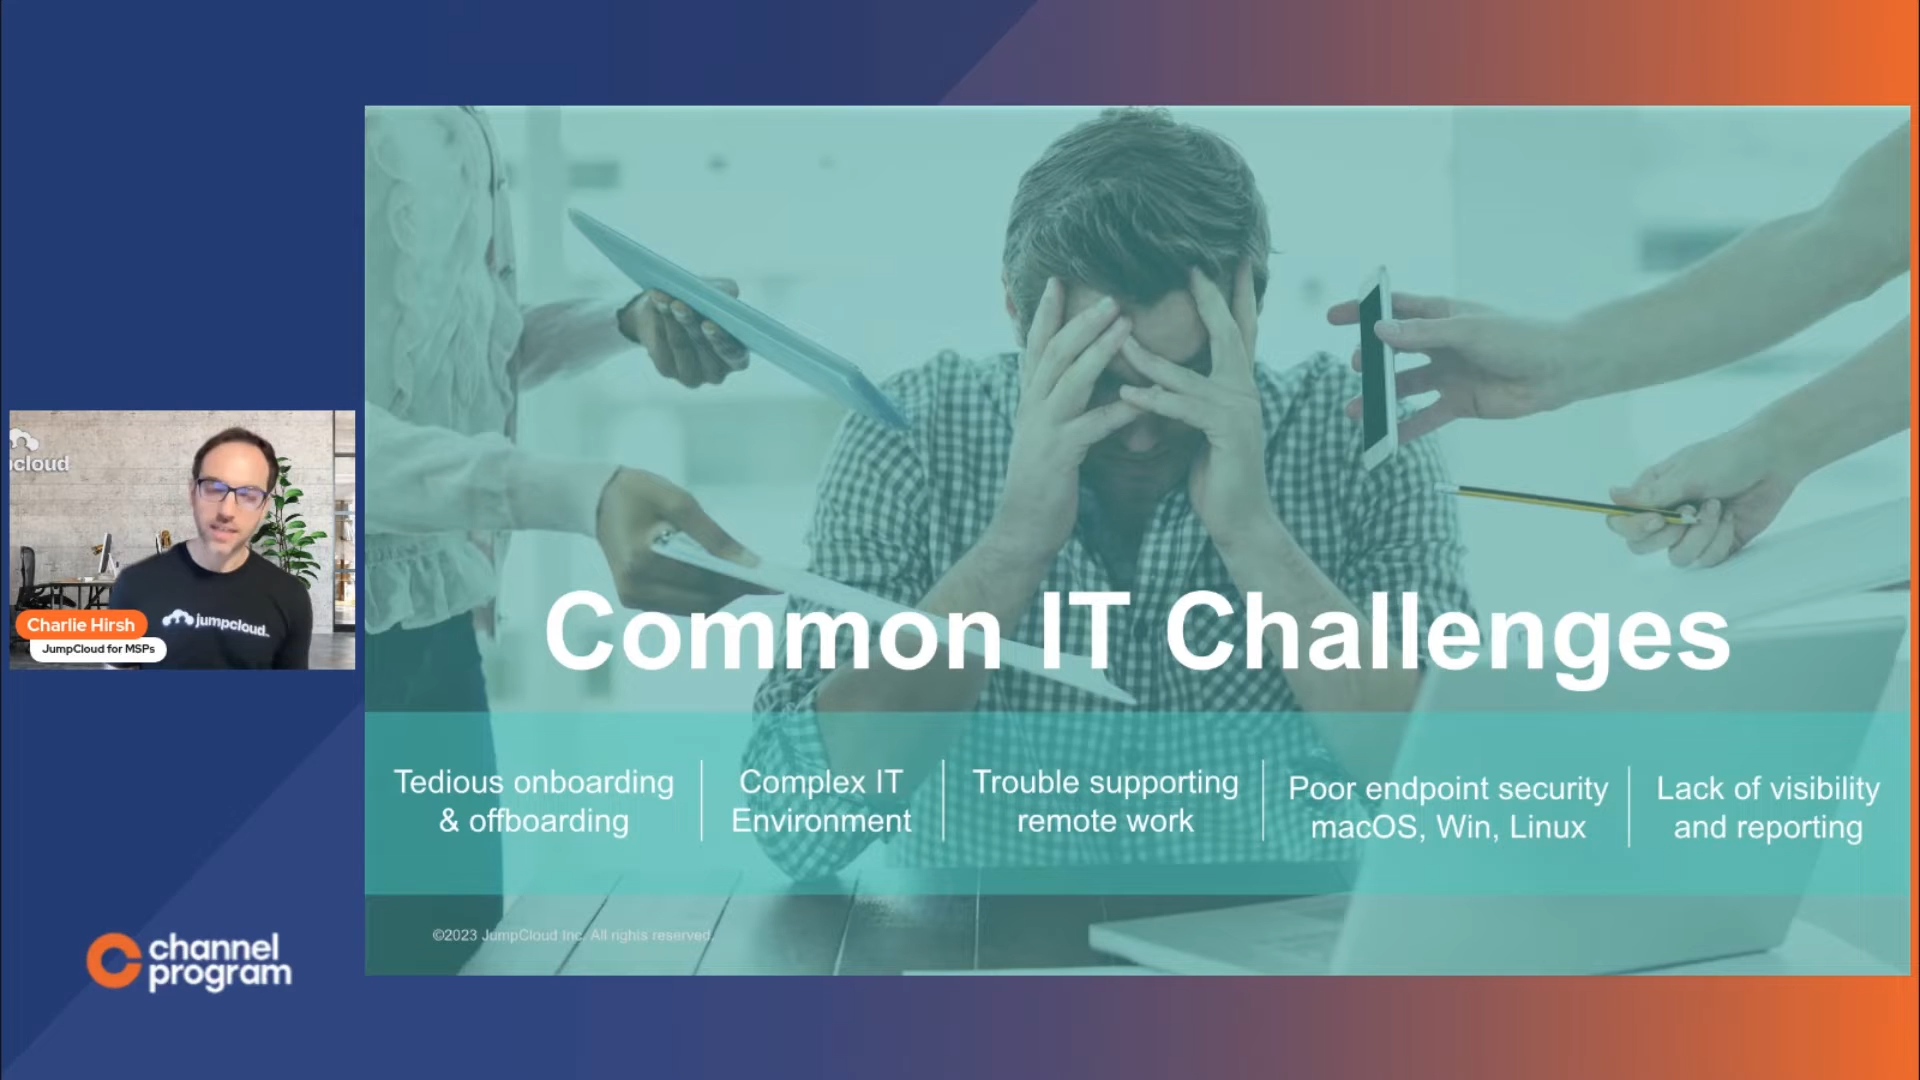 Common IT Challenges
Tedious onboarding
& offboarding
Complex IT
Environment
Trouble supporting
remote work
Poor endpoint security
macOS, Win, Linux
Lack of visibility
and reporting
©2023 JumpCloud Inc. All rights reserved.
pcloud
jumpcloud
Charlie Hirsh
JumpCloud for MSPs
channel
program